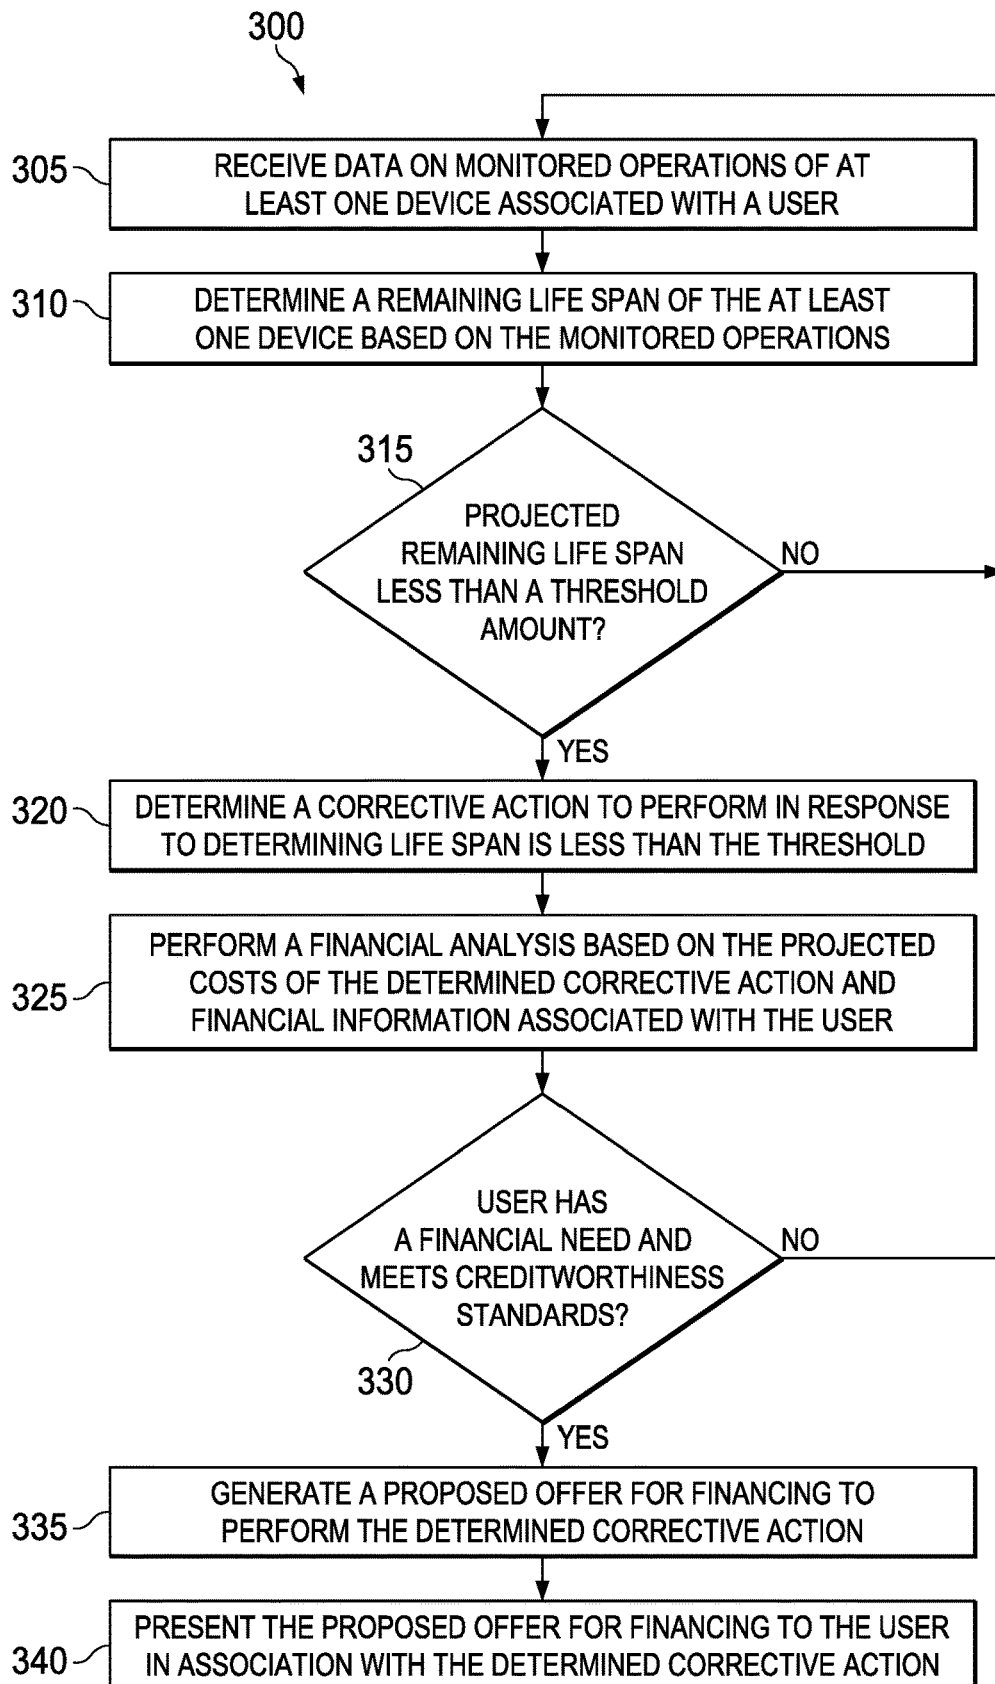 300
305
RECEIVE DATA ON MONITORED OPERATIONS OF AT
LEAST ONE DEVICE ASSOCIATED WITH A USER
310
DETERMINE A REMAINING LIFE SPAN OF THE AT LEAST
ONE DEVICE BASED ON THE MONITORED OPERATIONS
315
PROJECTED
REMAINING LIFE SPAN
LESS THAN A THRESHOLD
AMOUNT?
NO
YES
320
DETERMINE A CORRECTIVE ACTION TO PERFORM IN RESPONSE
TO DETERMINING LIFE SPAN IS LESS THAN THE THRESHOLD
325
PERFORM A FINANCIAL ANALYSIS BASED ON THE PROJECTED
COSTS OF THE DETERMINED CORRECTIVE ACTION AND
FINANCIAL INFORMATION ASSOCIATED WITH THE USER
USER HAS
A FINANCIAL NEED AND
MEETS CREDITWORTHINESS
STANDARDS?
NO
330
YES
335
GENERATE A PROPOSED OFFER FOR FINANCING TO
PERFORM THE DETERMINED CORRECTIVE ACTION
340
PRESENT THE PROPOSED OFFER FOR FINANCING TO THE USER
IN ASSOCIATION WITH THE DETERMINED CORRECTIVE ACTION